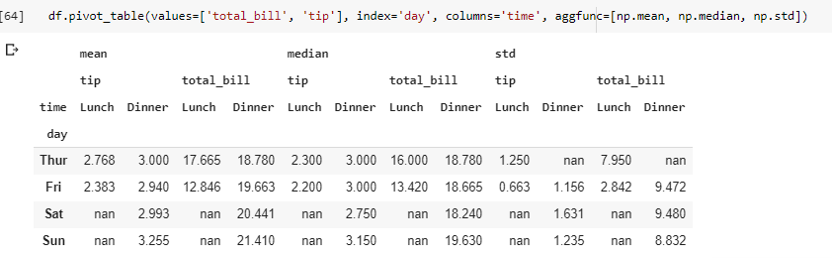 [64] df.pivot_table(values=['total_bill', 'tip'], index='day', columns='time', aggfunc=[np.mean, np.median, np.std])
mean median std
tip total_bill tip total_bill tip total_bill
time Lunch Dinner Lunch Dinner Lunch Dinner Lunch Dinner Lunch Dinner Lunch Dinner
day
Thur 2.768 3.000 17.665 18.780 2.300 3.000 16.000 18.780 1.250 nan 7.950 nan
Fri 2.383 2.940 12.846 19.663 2.200 3.000 13.420 18.665 0.663 1.156 2.842 9.472
Sat nan 2.993 nan 20.441 nan 2.750 nan 18.240 nan 1.631 nan 9.480
Sun nan 3.255 nan 21.410 nan 3.150 nan 19.630 nan 1.235 nan 8.832